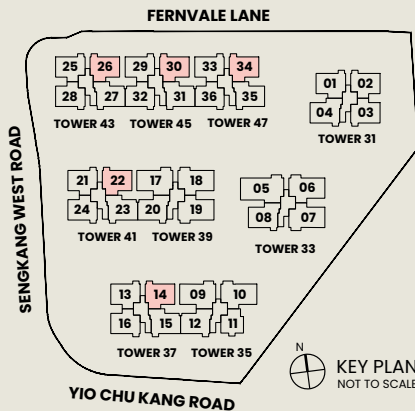 FERNVALE LANE
25 26 29 30 33 34
28 27 32 31 36 35
TOWER 43 TOWER 45 TOWER 47
01 02
04 03
TOWER 31
SENGKANG WEST ROAD
21 22 17 18
24 23 20 19
TOWER 41 TOWER 39
05 06
08 07
TOWER 33
13 14 09 10
16 15 12 11
TOWER 37 TOWER 35
N
KEY PLAN
NOT TO SCALE
YIO CHU KANG ROAD